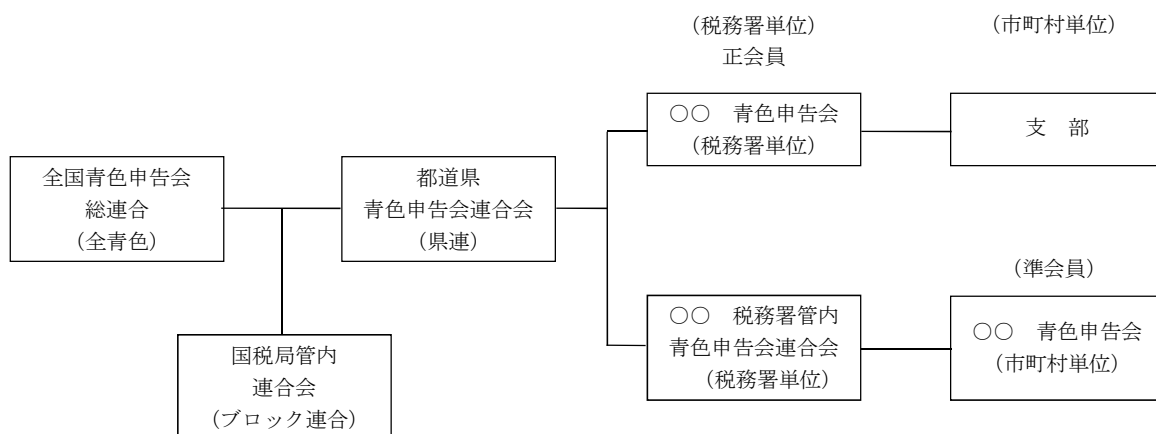 (税務署単位)
正会員
(市町村単位)
○○ 青色申告会
(税務署単位)
支 部
全国青色申告会
総連合
(全青色)
都道県
青色申告会連合会
(県連)
(準会員)
○○ 税務署管内
青色申告会連合会
(税務署単位)
○○ 青色申告会
(市町村単位)
国税局管内
連合会
(ブロック連合)